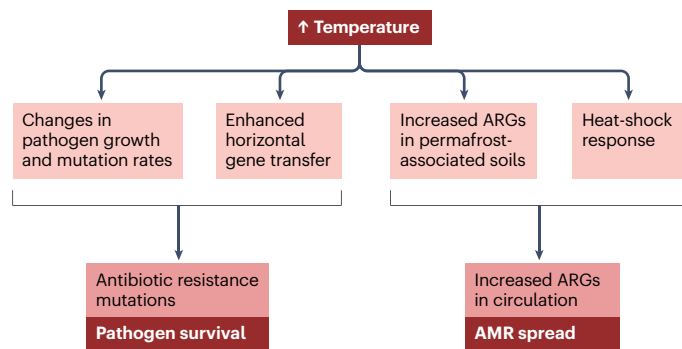 ↑ Temperature
Changes in
pathogen growth
and mutation rates
Enhanced
horizontal
gene transfer
Increased ARGs
in permafrost-
associated soils
Heat-shock
response
Antibiotic resistance
mutations
Pathogen survival
Increased ARGs
in circulation
AMR spread